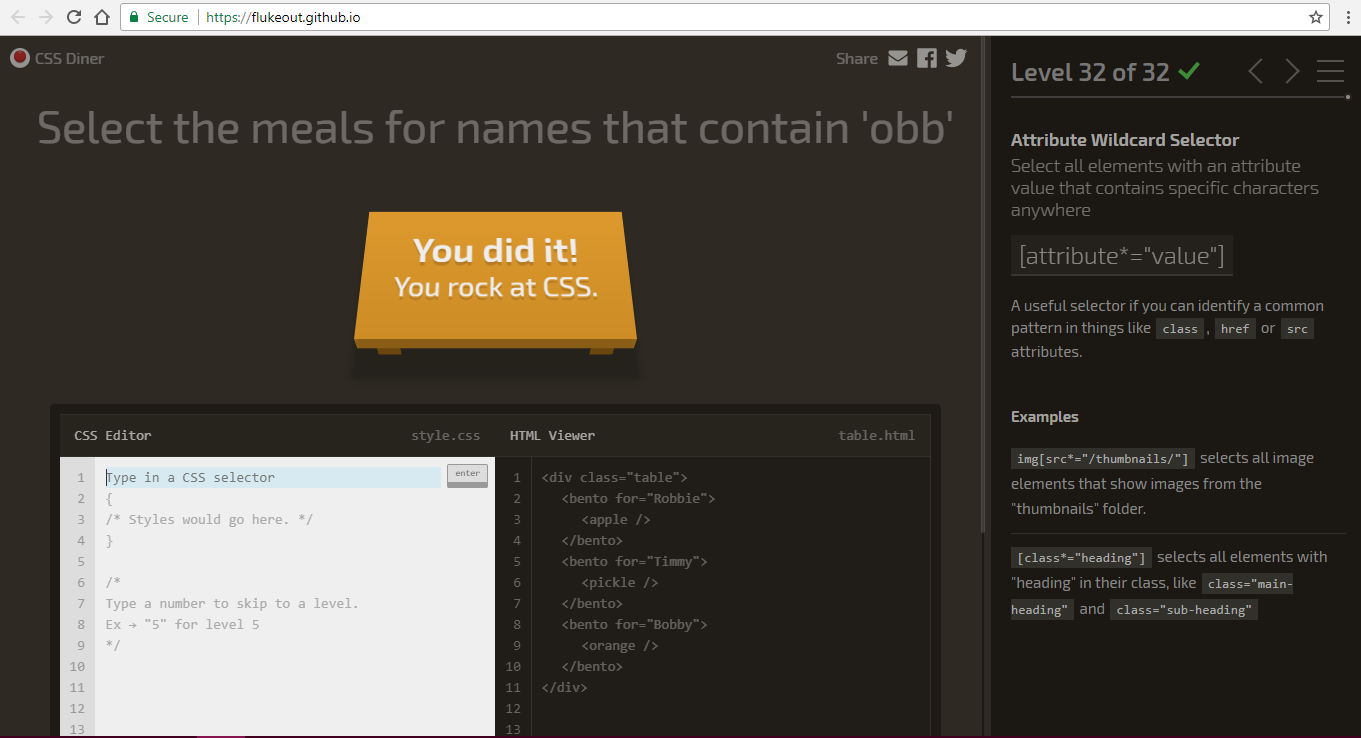 Secure https://flukeout.github.io
CSS Diner
Share
Select the meals for names that contain 'obb'
You did it!
You rock at CSS.
CSS Editor style.css
enter
1 Type in a CSS selector
2 {
3 /* Styles would go here. */
4 }
5
6 /*
7 Type a number to skip to a level.
8 Ex → "5" for level 5
9 */
10
11
12
13
HTML Viewer table.html
1 <div class="table">
2 <bento for="Robbie">
3 <apple />
4 </bento>
5 <bento for="Timmy">
6 <pickle />
7 </bento>
8 <bento for="Bobby">
9 <orange />
10 </bento>
11 </div>
12
13
Level 32 of 32
Attribute Wildcard Selector
Select all elements with an attribute
value that contains specific characters
anywhere
[attribute*="value"]
A useful selector if you can identify a common
pattern in things like class , href or src
attributes.
Examples
img[src*="/thumbnails/"] selects all image
elements that show images from the
"thumbnails" folder.
[class*="heading"] selects all elements with
"heading" in their class, like class="main-
heading" and class="sub-heading"